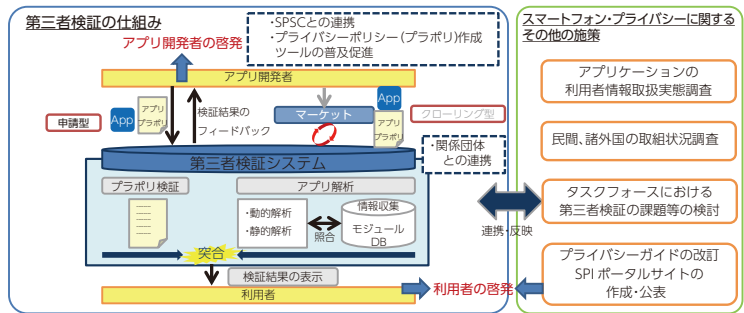 第三者検証の仕組み
・SPSCとの連携
・プライバシーポリシー(プラポリ)作成
ツールの普及促進
アプリ開発者の啓発
アプリ開発者
申請型
App
アプリ
プラポリ
検証結果の
フィードバック
マーケット
App
アプリ
プラポリ
クローリング型
・関係団体
との連携
第三者検証システム
プラポリ検証
アプリ解析
・動的解析
・静的解析
照合
情報収集
モジュール
DB
突合
検証結果の表示
利用者
利用者の啓発
連携・反映
スマートフォン・プライバシーに関する
その他の施策
アプリケーションの
利用者情報取扱実態調査
民間、諸外国の取組状況調査
タスクフォースにおける
第三者検証の課題等の検討
プライバシーガイドの改訂
SPIポータルサイトの
作成・公表